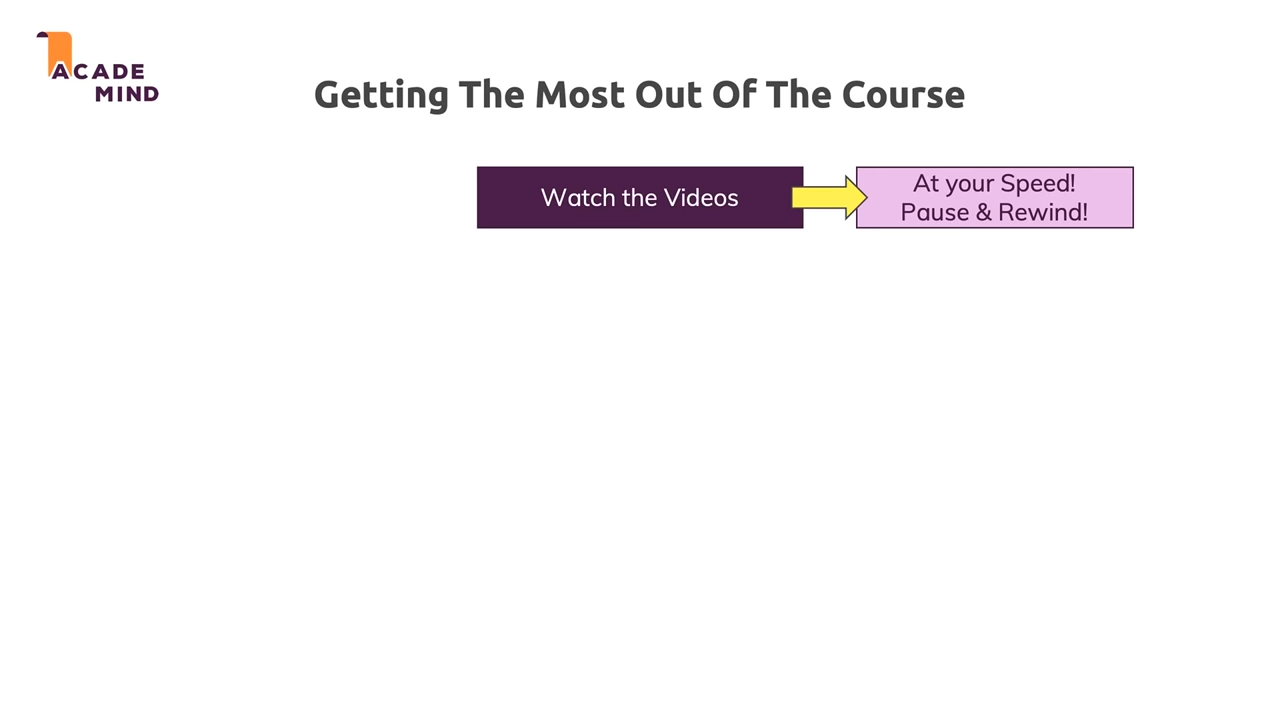 ACADE
MIND
Getting The Most Out Of The Course
Watch the Videos
At your Speed!
Pause & Rewind!